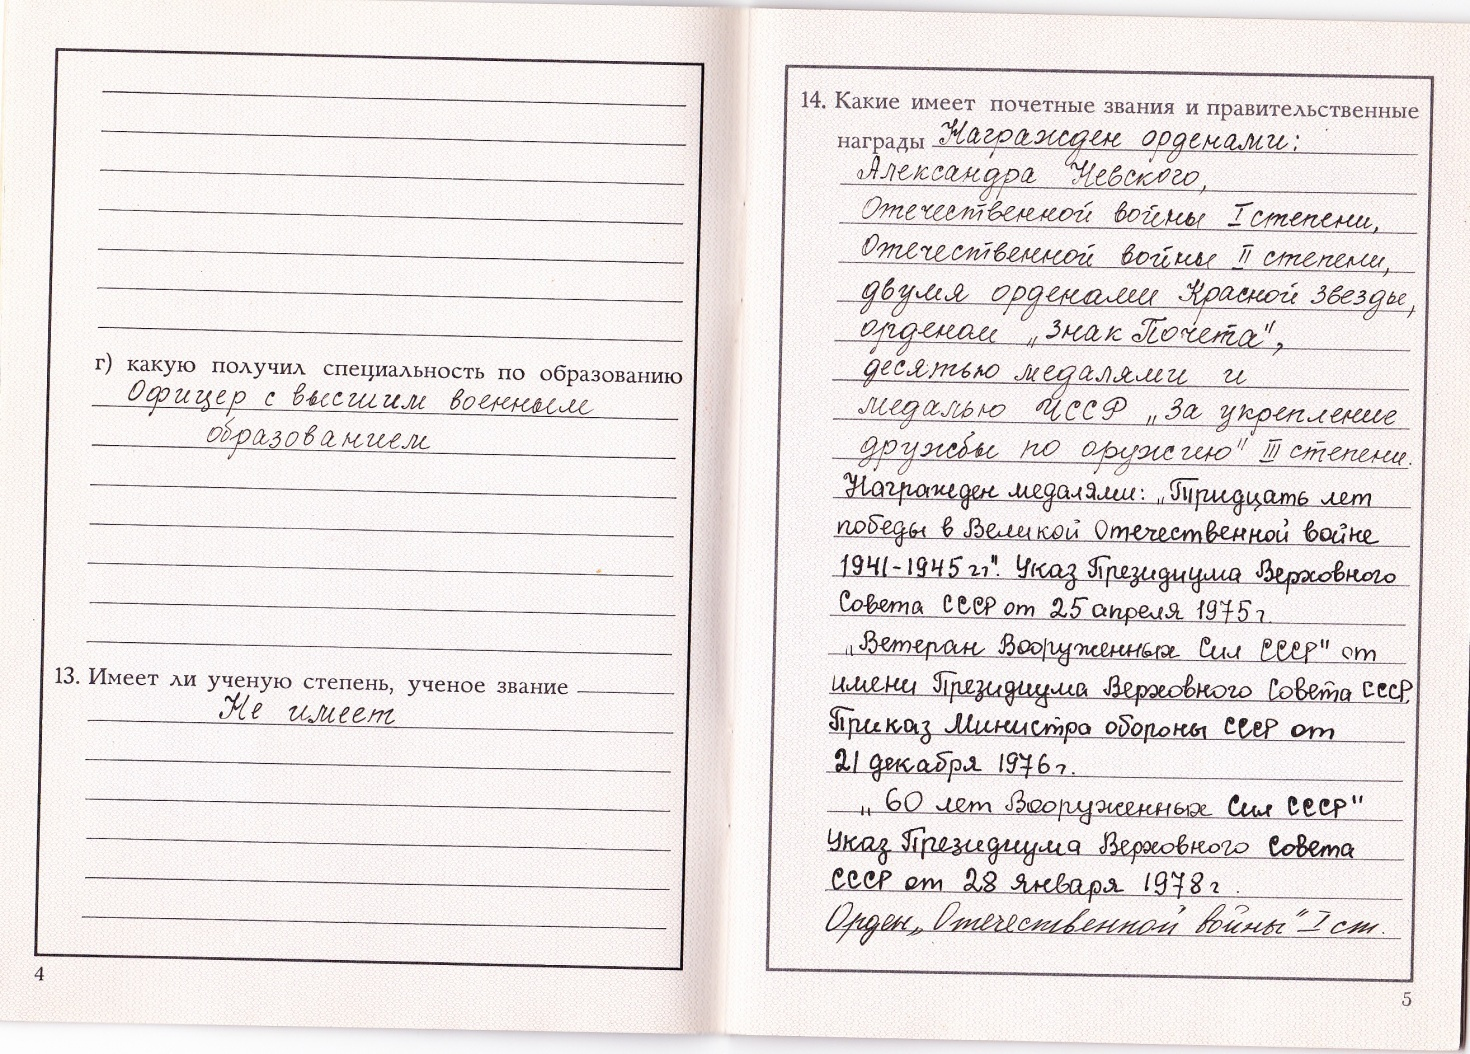 г) какую получил специальность по образованию
Офицер с высшим военным
образованием
13. Имеет ли ученую степень, ученое звание
Не имеет
4
14. Какие имеет почетные звания и правительственные
награды Награжден орденами:
Александра Невского,
Отечественной войны I степени,
Отечественной войны II степени,
двумя орденами Красной Звезды,
орденом „Знак Почета",
десятью медалями и
медалью ЧССР „За укрепление
дружбы по оружию" III степени.
Награжден медалями: „Тридцать лет
победы в Великой Отечественной войне
1941-1945 гг". Указ Президиума Верховного
Совета СССР от 25 апреля 1975 г.
„Ветеран Вооруженных Сил СССР" от
имени Президиума Верховного Совета СССР.
Приказ Министра обороны СССР от
21 декабря 1976 г.
„60 лет Вооруженных Сил СССР"
Указ Президиума Верховного Совета
СССР от 28 января 1978 г.
Орден „Отечественной войны" I ст.
5